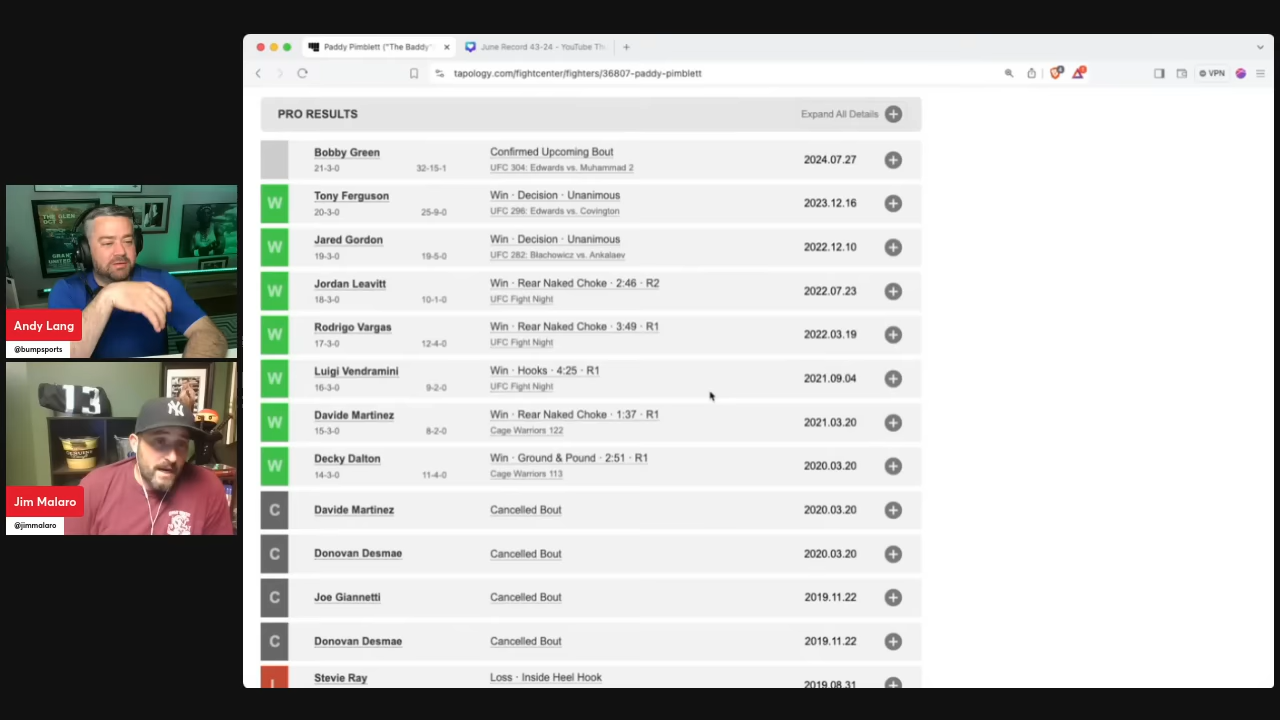 Paddy Pimblett ("The Baddy"
June Record 43-24 - YouTube Th
tapology.com/fightcenter/fighters/36807-paddy-pimblett
VPN
PRO RESULTS
Expand All Details
Bobby Green
21-3-0 32-15-1
Confirmed Upcoming Bout
UFC 304: Edwards vs. Muhammad 2
2024.07.27
W
Tony Ferguson
20-3-0 25-9-0
Win · Decision · Unanimous
UFC 296: Edwards vs. Covington
2023.12.16
W
Jared Gordon
19-3-0 19-5-0
Win · Decision · Unanimous
UFC 282: Błachowicz vs. Ankalaev
2022.12.10
W
Jordan Leavitt
18-3-0 10-1-0
Win · Rear Naked Choke · 2:46 · R2
UFC Fight Night
2022.07.23
W
Rodrigo Vargas
17-3-0 12-4-0
Win · Rear Naked Choke · 3:49 · R1
UFC Fight Night
2022.03.19
W
Luigi Vendramini
16-3-0 9-2-0
Win · Hooks · 4:25 · R1
UFC Fight Night
2021.09.04
W
Davide Martinez
15-3-0 8-2-0
Win · Rear Naked Choke · 1:37 · R1
Cage Warriors 122
2021.03.20
W
Decky Dalton
14-3-0 11-4-0
Win · Ground & Pound · 2:51 · R1
Cage Warriors 113
2020.03.20
C
Davide Martinez
Cancelled Bout
2020.03.20
C
Donovan Desmae
Cancelled Bout
2020.03.20
C
Joe Giannetti
Cancelled Bout
2019.11.22
C
Donovan Desmae
Cancelled Bout
2019.11.22
L
Stevie Ray
Loss · Inside Heel Hook
2019.08.31
THE GLEN
OCT 3
Andy Lang
@bumpsports
13
Jim Malaro
@jimmalaro